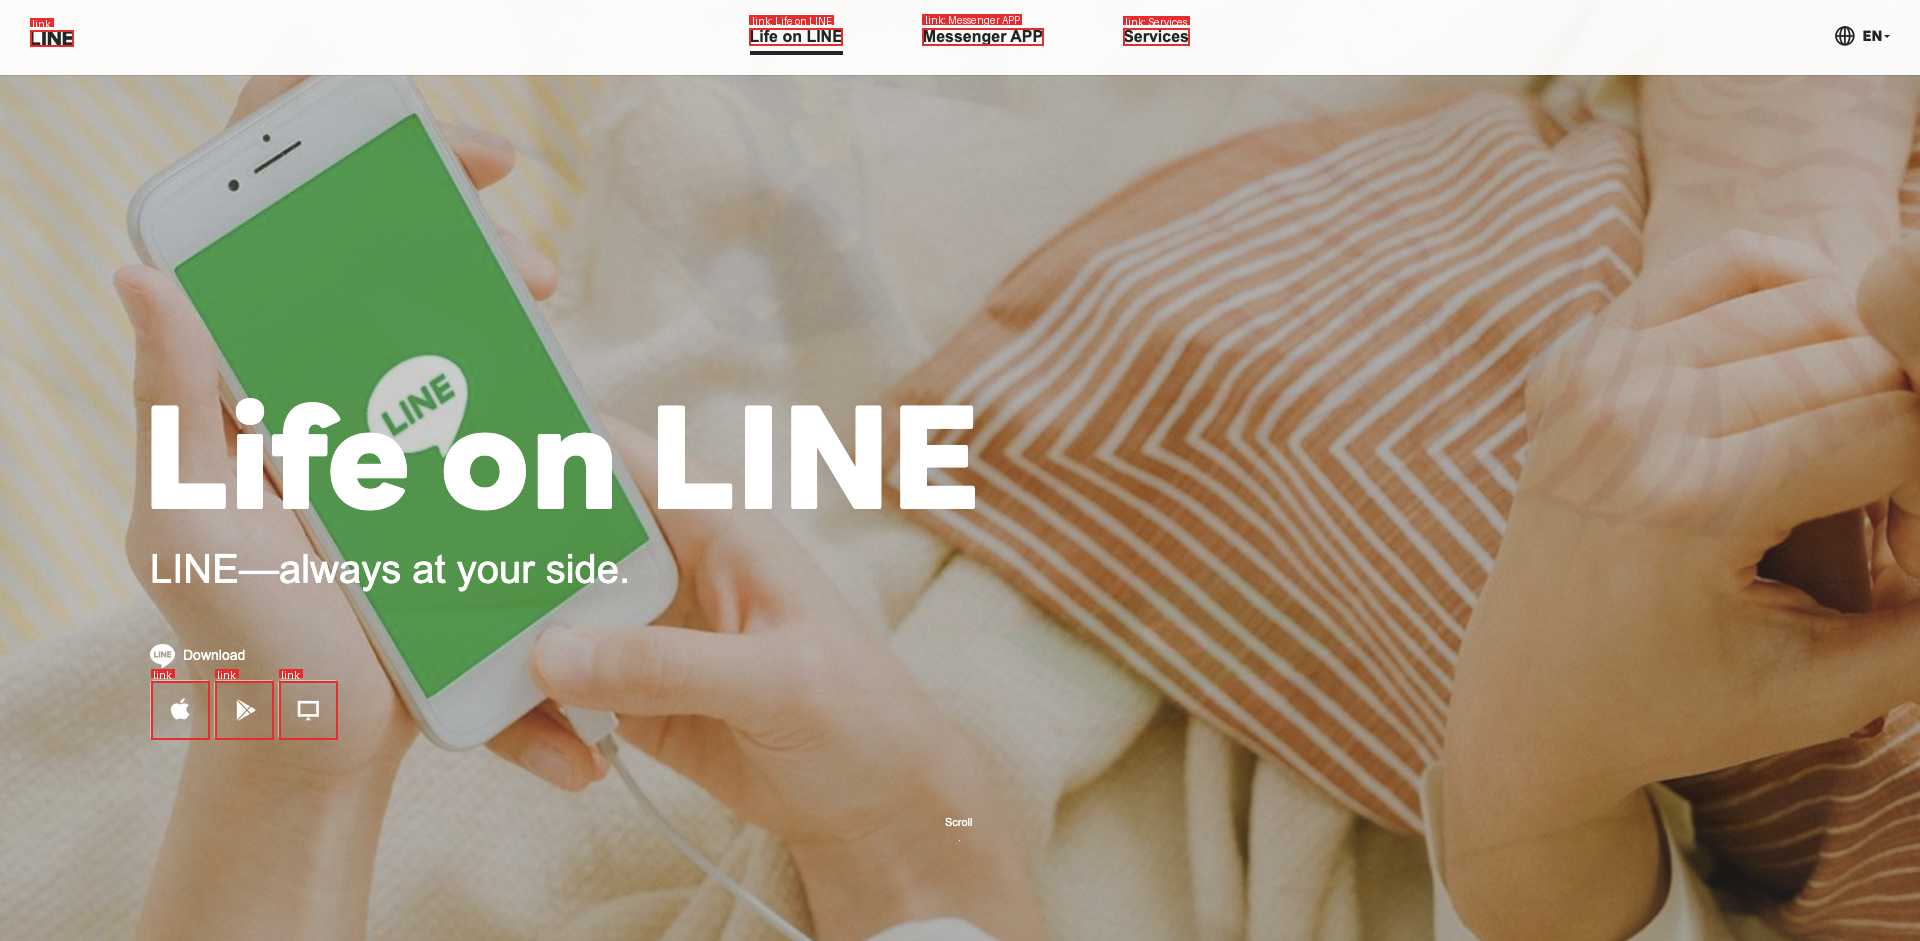 link
LINE
link: Life on LINE
Life on LINE
link: Messenger APP
Messenger APP
link: Services
Services
EN
LINE
Life on LINE
LINE—always at your side.
LINE
Download
link
link
link
Scroll